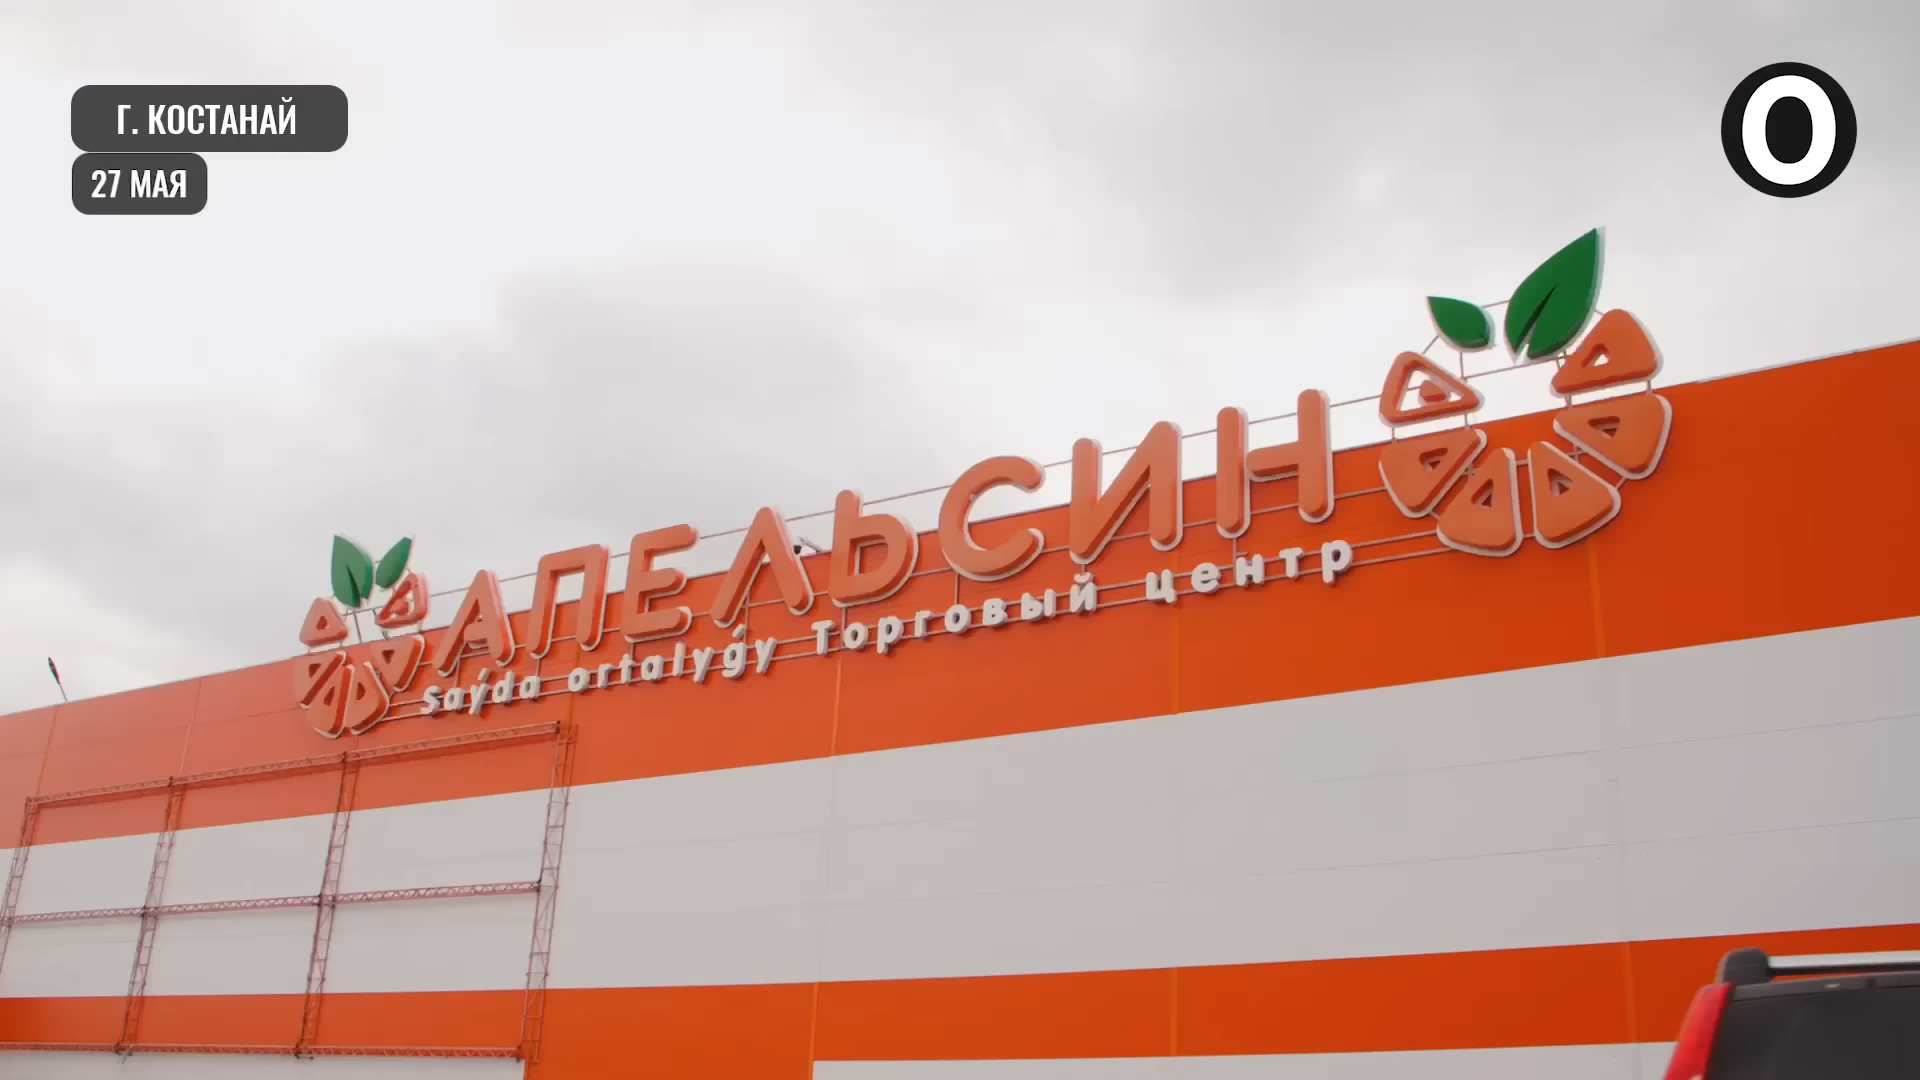 Г. КОСТАНАЙ
27 МАЯ
O
АПЕЛЬСИН
Saýda ortalyǵy Торговый центр